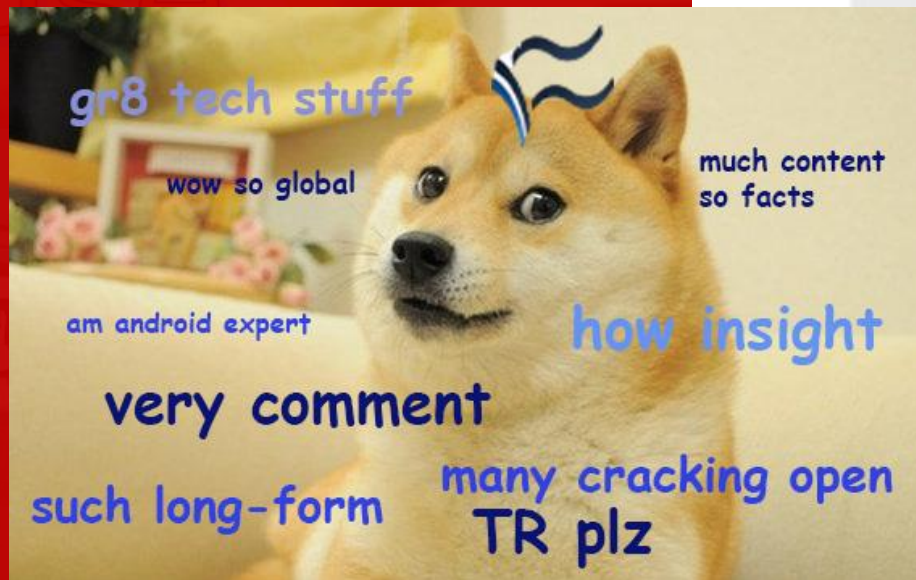 gr8 tech stuff
wow so global
much content
so facts
am android expert
how insight
very comment
many cracking open
such long-form
TR plz